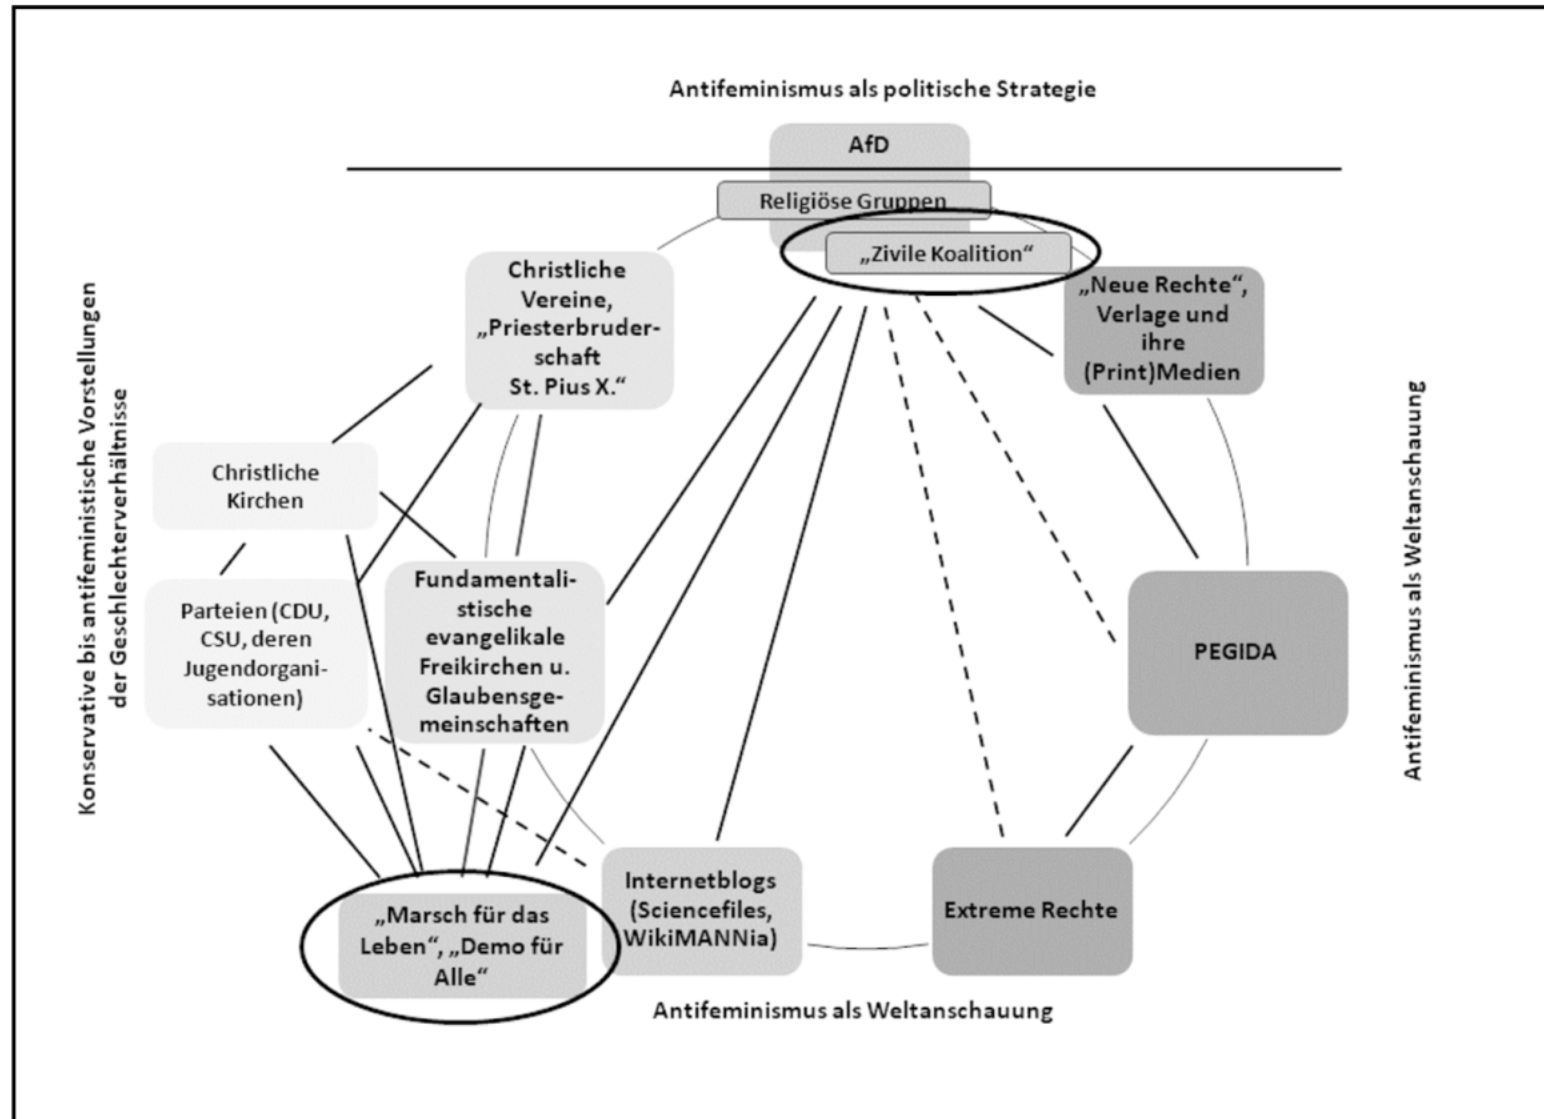 Antifeminismus als politische Strategie
AfD
Religiöse Gruppen
„Zivile Koalition“
Christliche
Vereine,
„Priesterbruder-
schaft
St. Pius X.“
„Neue Rechte“,
Verlage und
ihre
(Print)Medien
Konservative bis antifeministische Vorstellungen
der Geschlechterverhältnisse
Christliche
Kirchen
Parteien (CDU,
CSU, deren
Jugendorgani-
sationen)
Fundamentali-
stische
evangelikale
Freikirchen u.
Glaubensge-
meinschaften
PEGIDA
Antifeminismus als Weltanschauung
„Marsch für das
Leben“, „Demo für
Alle“
Internetblogs
(Sciencefiles,
WikiMANNia)
Extreme Rechte
Antifeminismus als Weltanschauung